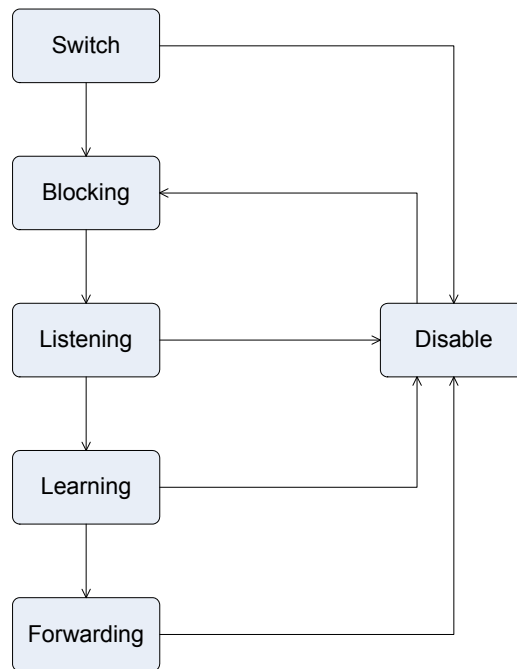 Switch
Blocking
Listening
Disable
Learning
Forwarding